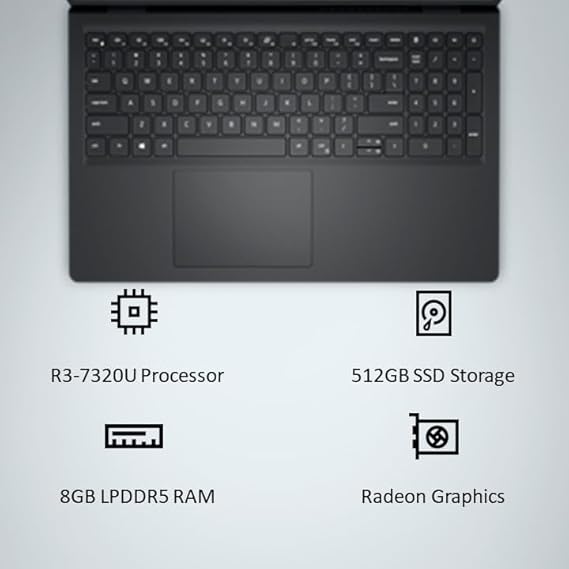 R3-7320U Processor
512GB SSD Storage
8GB LPDDR5 RAM
Radeon Graphics